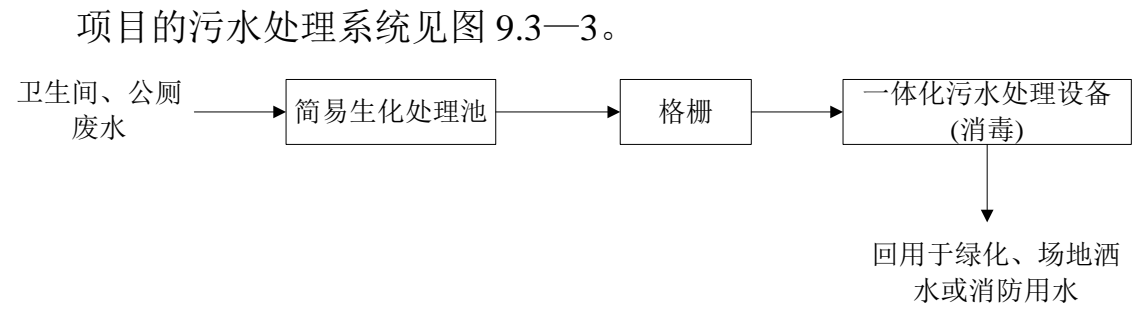 项目的污水处理系统见图 9.3—3。
卫生间、公厕
废水
简易生化处理池
格栅
一体化污水处理设备
(消毒)
回用于绿化、场地洒
水或消防用水